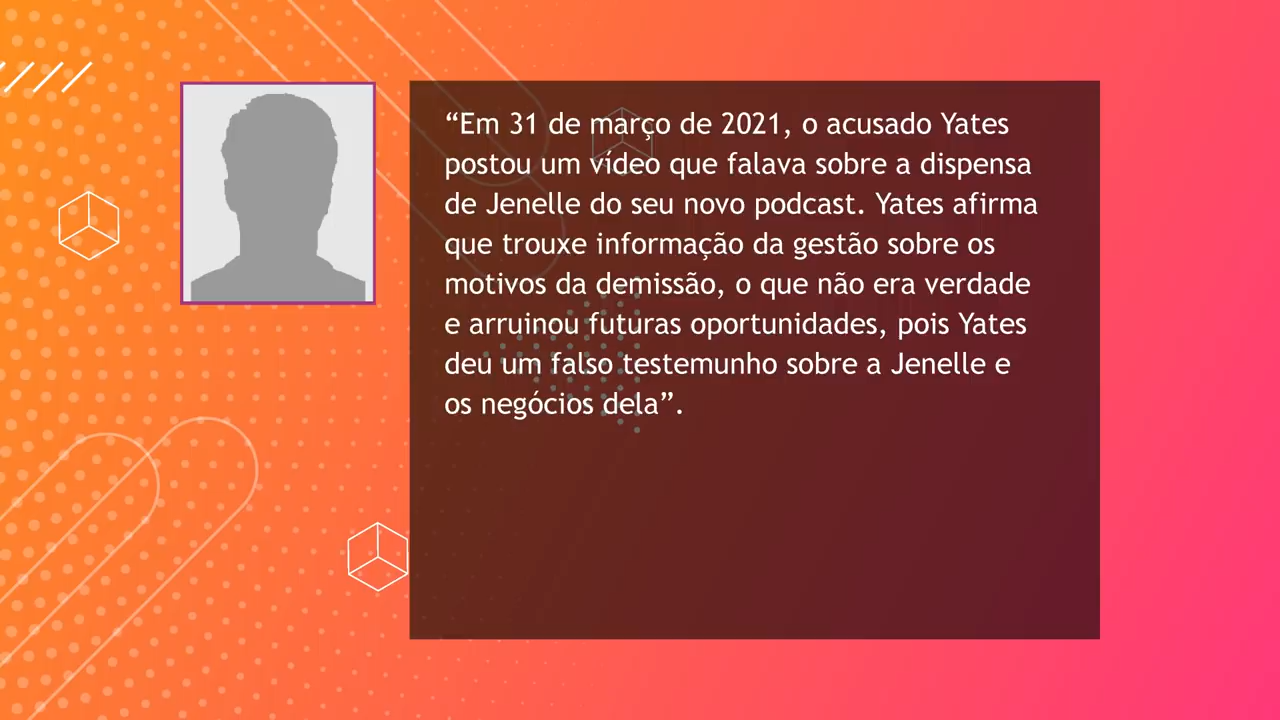 “Em 31 de março de 2021, o acusado Yates
postou um vídeo que falava sobre a dispensa
de Jenelle do seu novo podcast. Yates afirma
que trouxe informação da gestão sobre os
motivos da demissão, o que não era verdade
e arruinou futuras oportunidades, pois Yates
deu um falso testemunho sobre a Jenelle e
os negócios dela”.